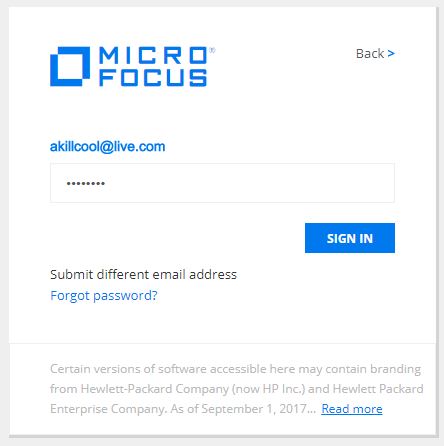 MICRO®
FOCUS
Back >
akillcool@live.com
••••••••
SIGN IN
Submit different email address
Forgot password?
Certain versions of software accessible here may contain branding
from Hewlett-Packard Company (now HP Inc.) and Hewlett Packard
Enterprise Company. As of September 1, 2017... Read more